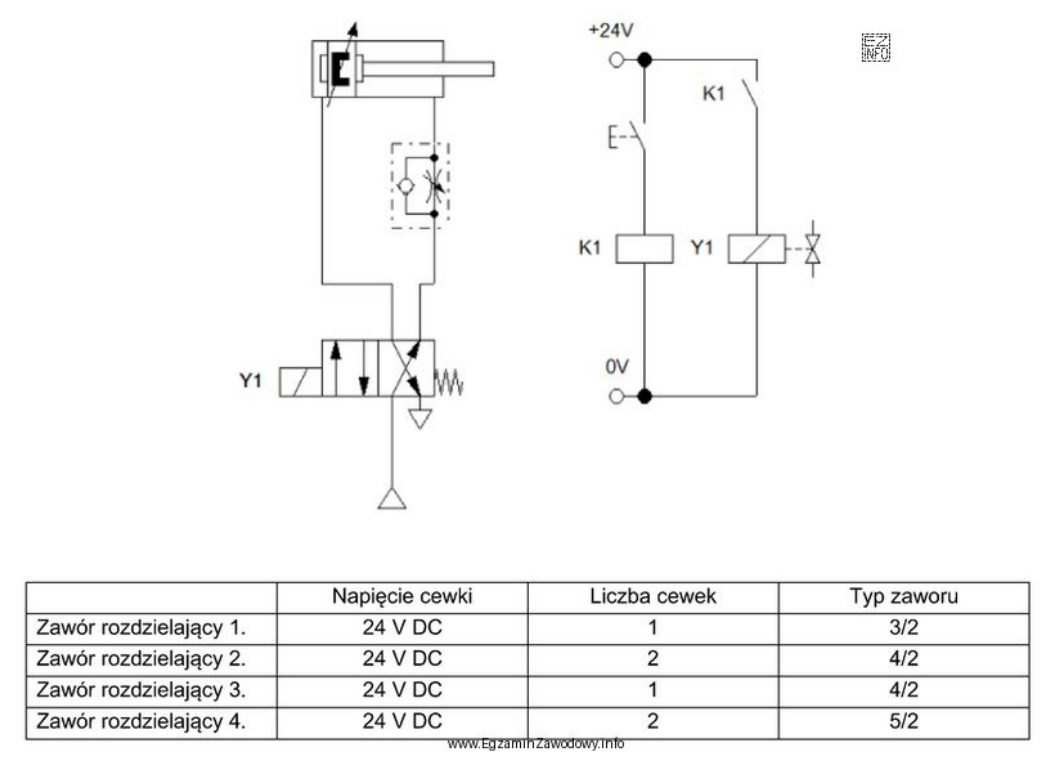 +24V
EZ
INFO
K1
K1
Y1
0V
Y1
Napięcie cewki Liczba cewek Typ zaworu
Zawór rozdzielający 1. 24 V DC 1 3/2
Zawór rozdzielający 2. 24 V DC 2 4/2
Zawór rozdzielający 3. 24 V DC 1 4/2
Zawór rozdzielający 4. 24 V DC 2 5/2
www.EgzaminZawodowy.info